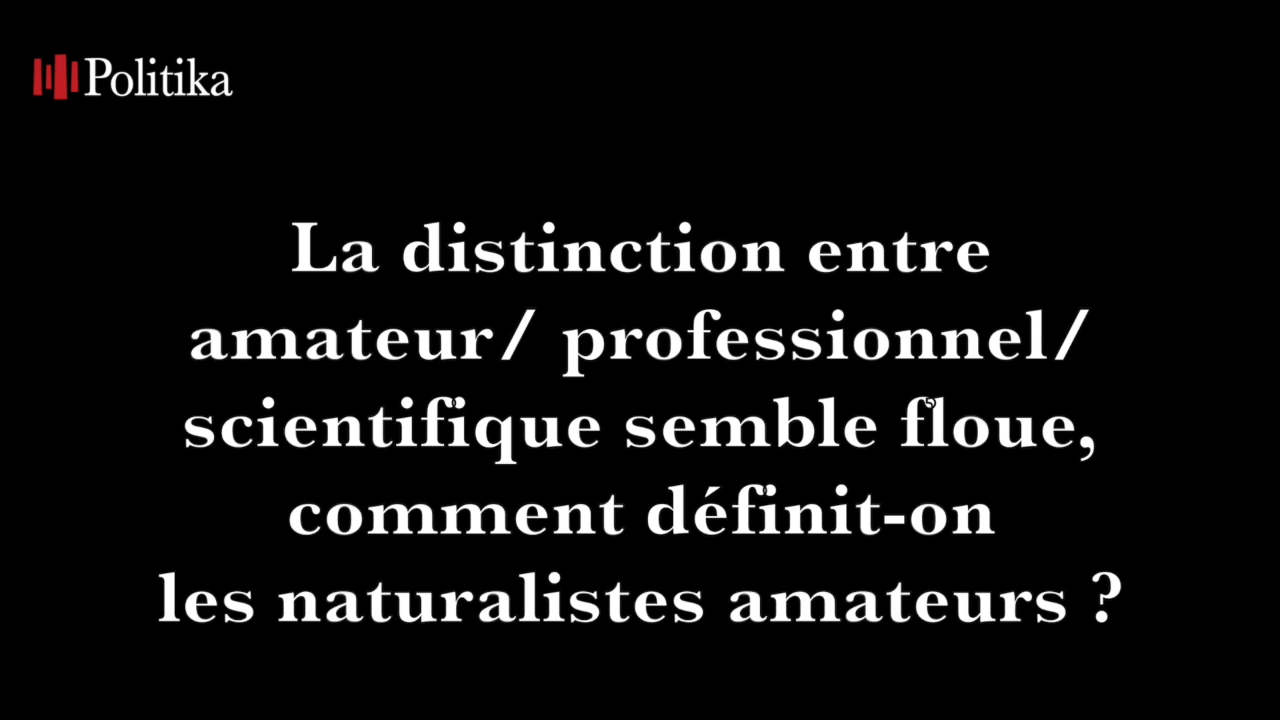 Politika
La distinction entre
amateur/ professionnel/
scientifique semble floue,
comment définit-on
les naturalistes amateurs ?